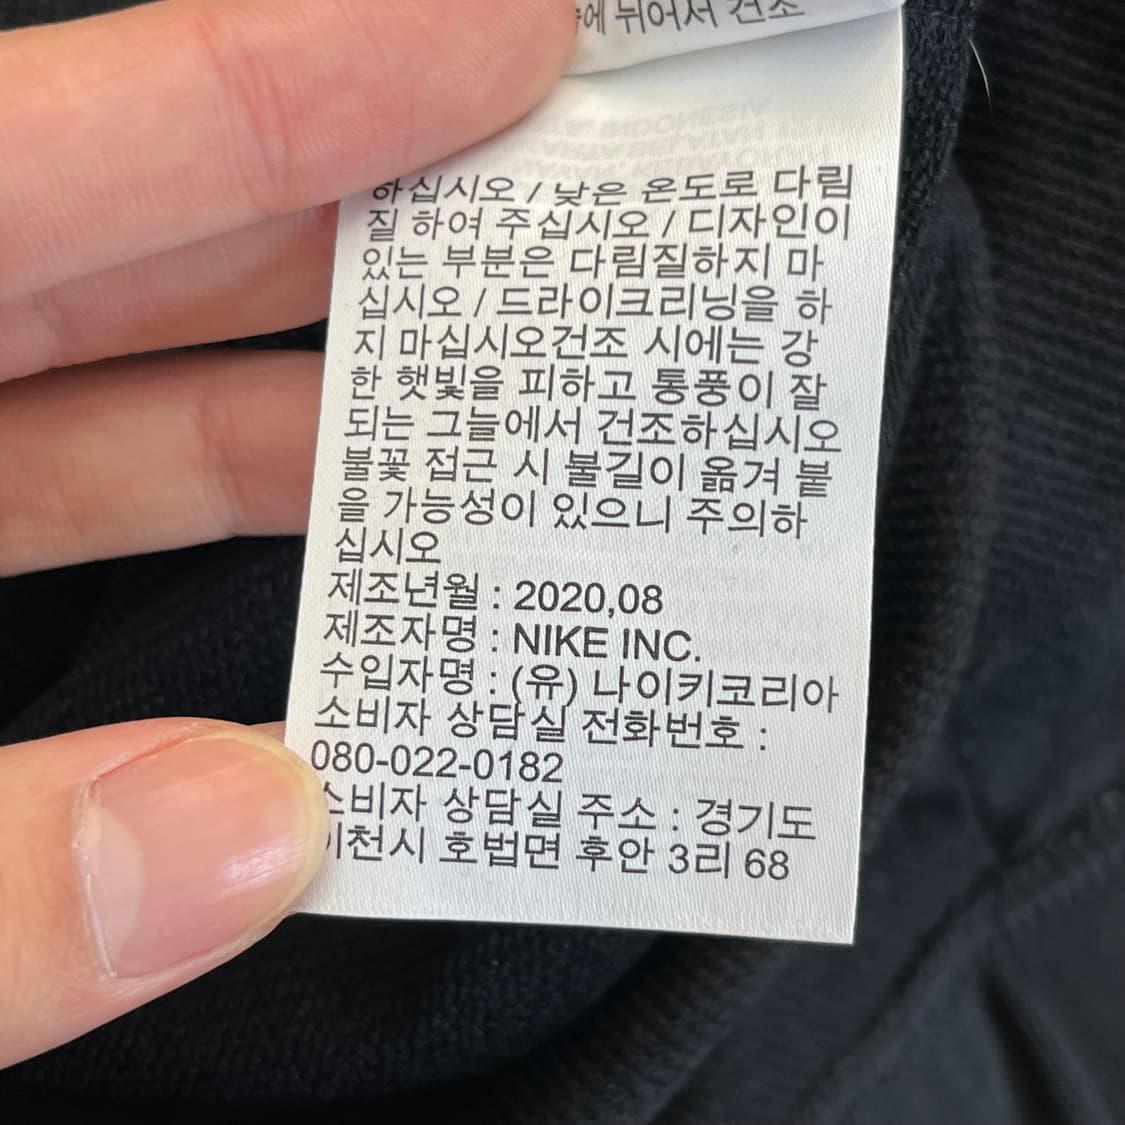 에 뒤어서 건조
하십시오 / 낮은 온도로 다림
질 하여 주십시오 / 디자인이
있는 부분은 다림질하지 마
십시오 / 드라이크리닝을 하
지 마십시오건조 시에는 강
한 햇빛을 피하고 통풍이 잘
되는 그늘에서 건조하십시오
불꽃 접근 시 불길이 옮겨 붙
을 가능성이 있으니 주의하
십시오
제조년월 : 2020,08
제조자명 : NIKE INC.
수입자명 : (유) 나이키코리아
소비자 상담실 전화번호 :
080-022-0182
소비자 상담실 주소 : 경기도
이천시 호법면 후안 3리 68